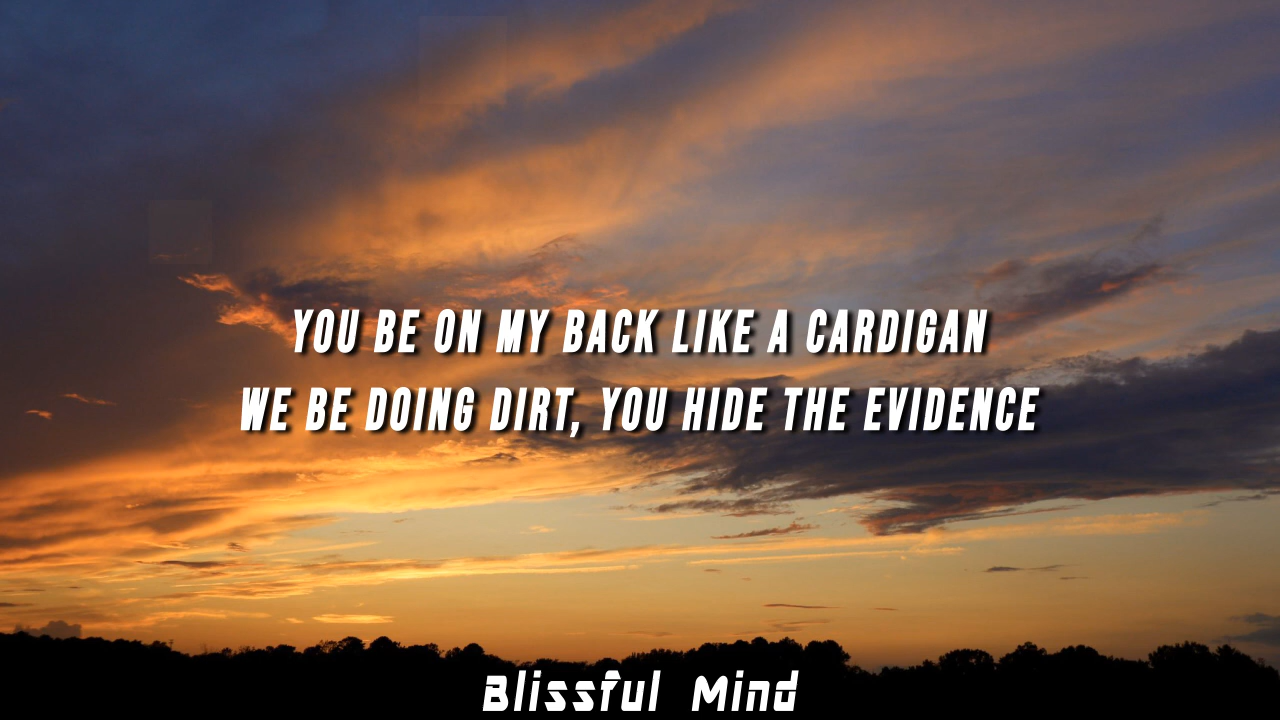 YOU BE ON MY BACK LIKE A CARDIGAN
WE BE DOING DIRT, YOU HIDE THE EVIDENCE
Blissful Mind